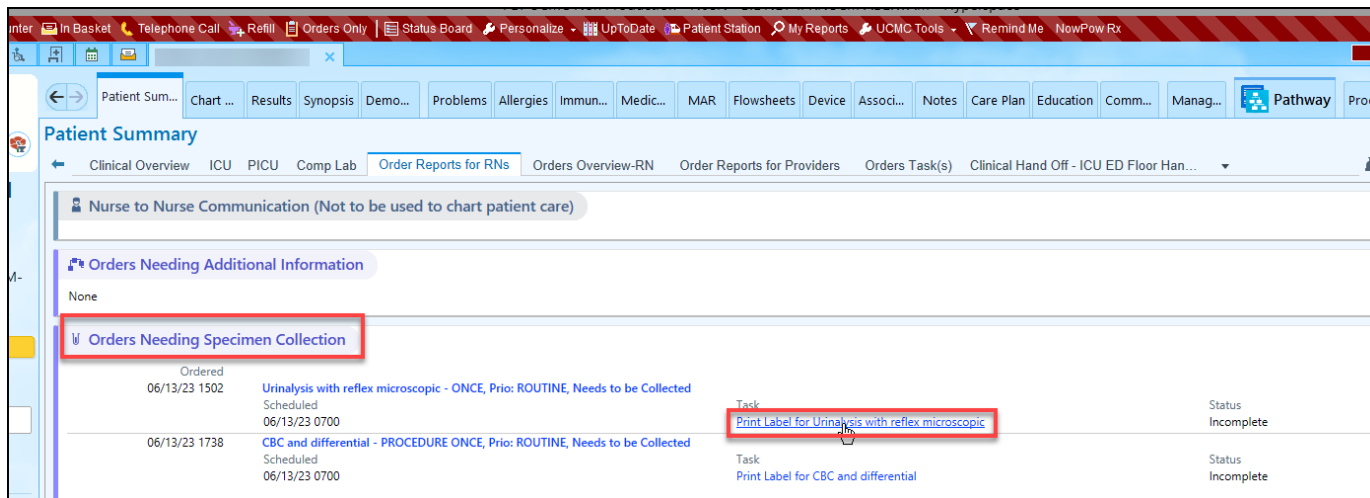 unter In Basket Telephone Call Refill Orders Only Status Board Personalize UpToDate Patient Station My Reports UCMC Tools Remind Me NowPow Rx
Patient Sum... Chart ... Results Synopsis Demo... Problems Allergies Immun... Medic... MAR Flowsheets Device Associ... Notes Care Plan Education Comm... Manag... Pathway Pro
Patient Summary
Clinical Overview ICU PICU Comp Lab Order Reports for RNs Orders Overview-RN Order Reports for Providers Orders Task(s) Clinical Hand Off - ICU ED Floor Han...
Nurse to Nurse Communication (Not to be used to chart patient care)
Orders Needing Additional Information
M-
None
Orders Needing Specimen Collection
Ordered
06/13/23 1502 Urinalysis with reflex microscopic - ONCE, Prio: ROUTINE, Needs to be Collected
Scheduled Task Status
06/13/23 0700 Print Label for Urinalysis with reflex microscopic Incomplete
06/13/23 1738 CBC and differential - PROCEDURE ONCE, Prio: ROUTINE, Needs to be Collected
Scheduled Task Status
06/13/23 0700 Print Label for CBC and differential Incomplete